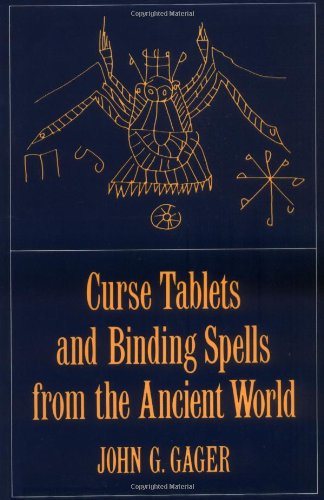 Curse Tablets
and Binding Spells
from the Ancient World
JOHN G. GAGER